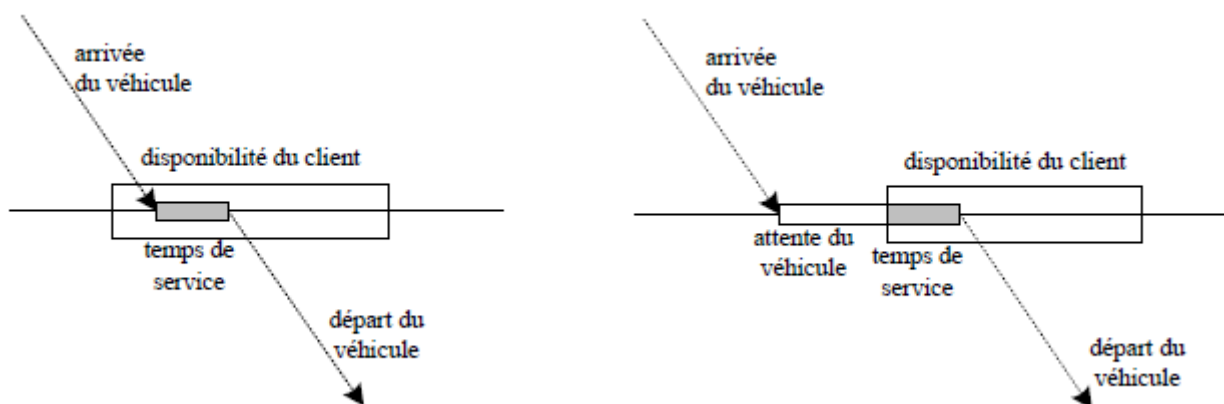 arrivée
du véhicule
disponibilité du client
temps de
service
départ du
véhicule
arrivée
du véhicule
disponibilité du client
attente du
véhicule
temps de
service
départ du
véhicule